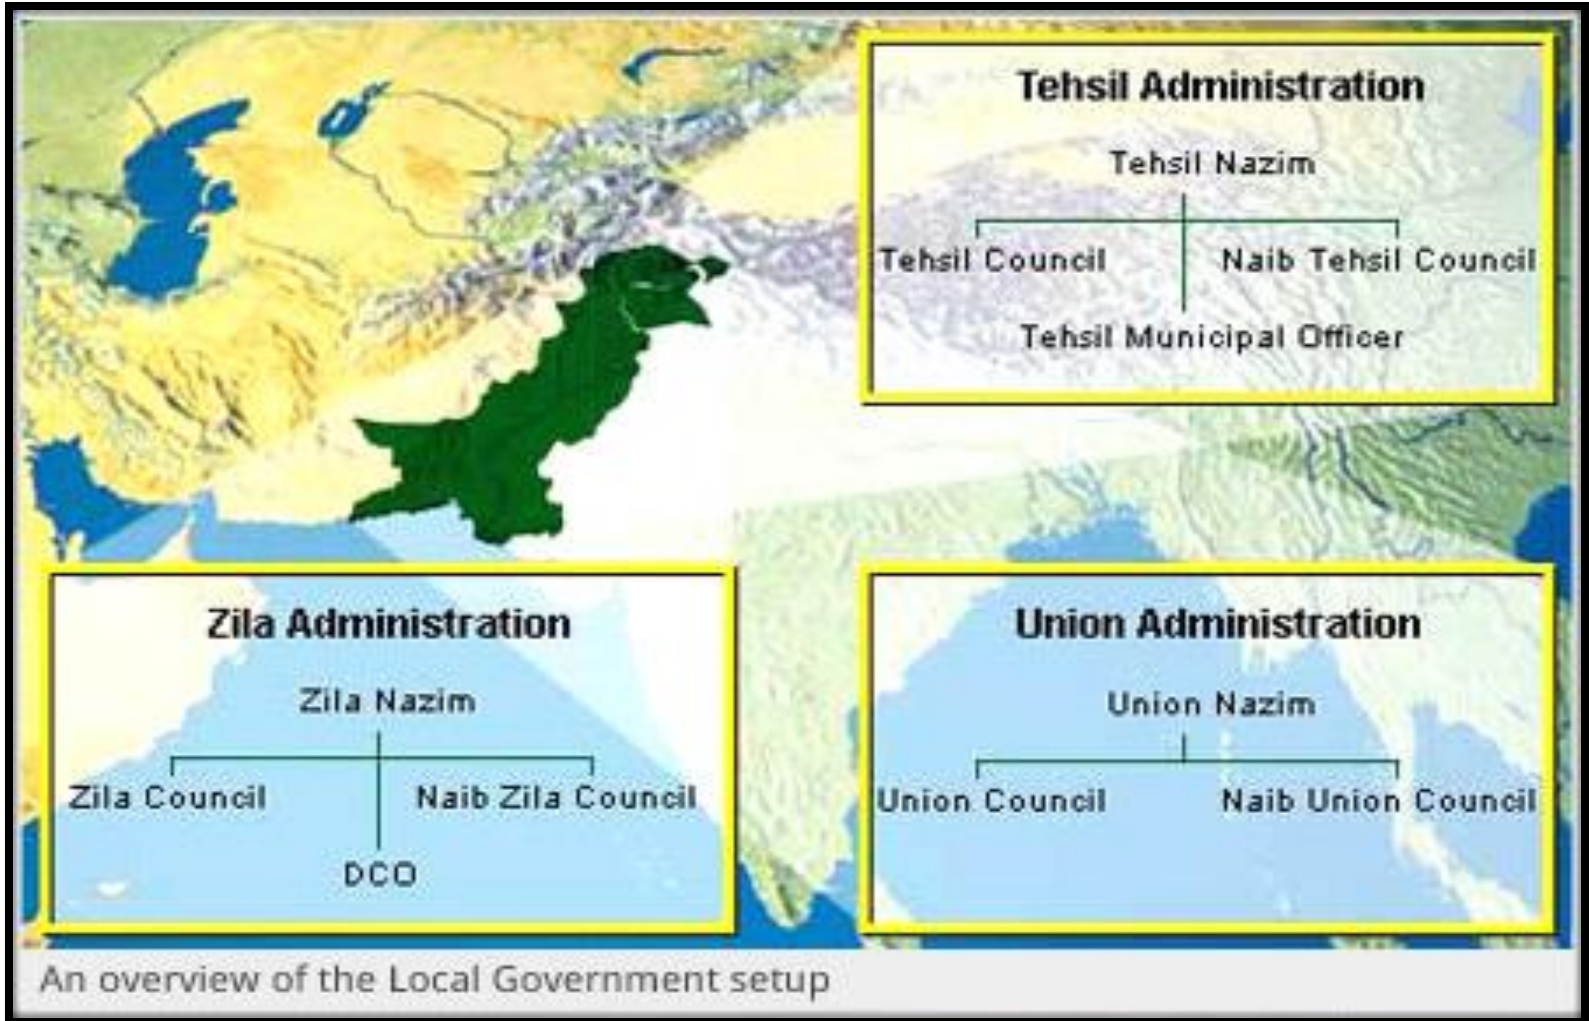 Tehsil Administration
Tehsil Nazim
Tehsil Council
Naib Tehsil Council
Tehsil Municipal Officer
Zila Administration
Zila Nazim
Zila Council
Naib Zila Council
DCO
Union Administration
Union Nazim
Union Council
Naib Union Council
An overview of the Local Government setup